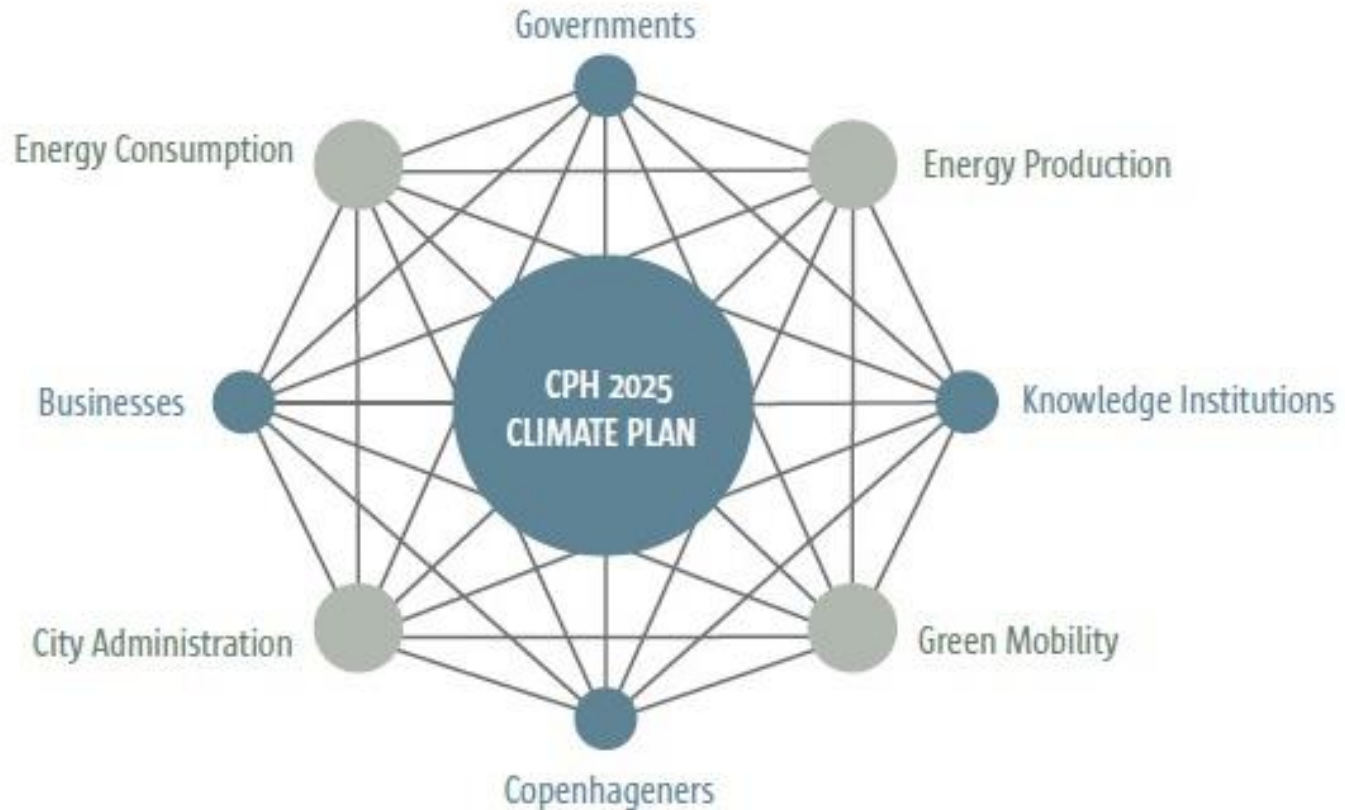 Governments
Energy Consumption
Energy Production
CPH 2025
CLIMATE PLAN
Businesses
Knowledge Institutions
City Administration
Green Mobility
Copenhageners